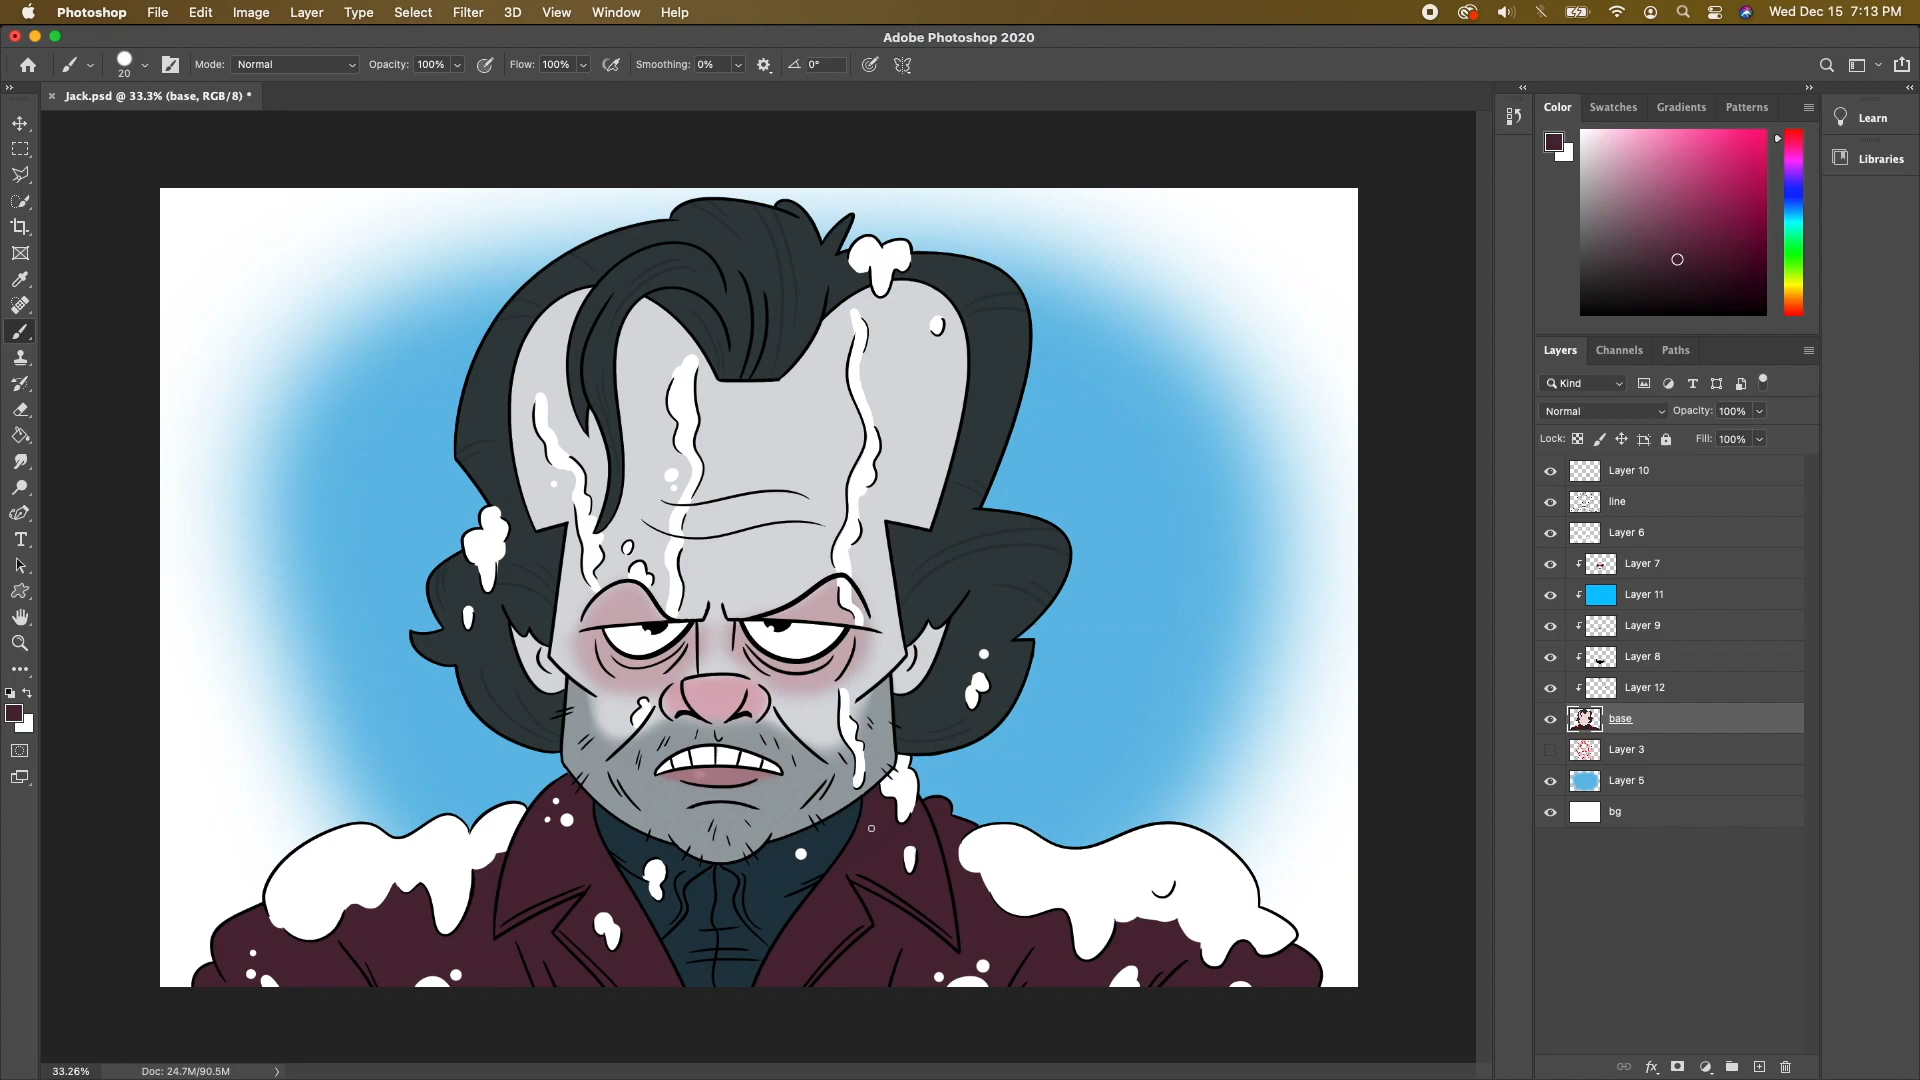 Photoshop File Edit Image Layer Type Select Filter 3D View Window Help Wed Dec 15 7:13 PM
Adobe Photoshop 2020
20 Mode: Normal Opacity: 100% Flow: 100% Smoothing: 0% 0°
× Jack.psd @ 33.3% (base, RGB/8) *
Color Swatches Gradients Patterns
Learn
Libraries
Layers Channels Paths
Kind
Normal Opacity: 100%
Lock: Fill: 100%
Layer 10
line
Layer 6
Layer 7
Layer 11
Layer 9
Layer 8
Layer 12
base
Layer 3
Layer 5
bg
33.26% Doc: 24.7M/90.5M